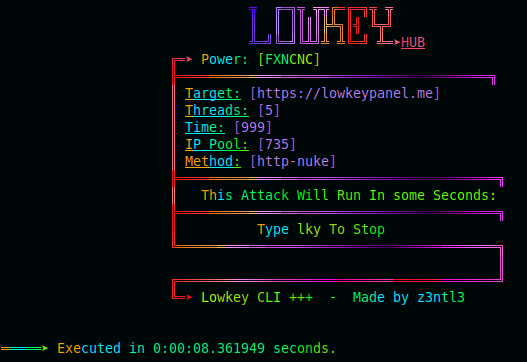 LOWKEY
HUB
Power: [FXNCNC]
Target: [https://lowkeypanel.me]
Threads: [5]
Time: [999]
IP Pool: [735]
Method: [http-nuke]
This Attack Will Run In some Seconds:
Type lky To Stop
Lowkey CLI +++ - Made by z3ntl3
Executed in 0:00:08.361949 seconds.